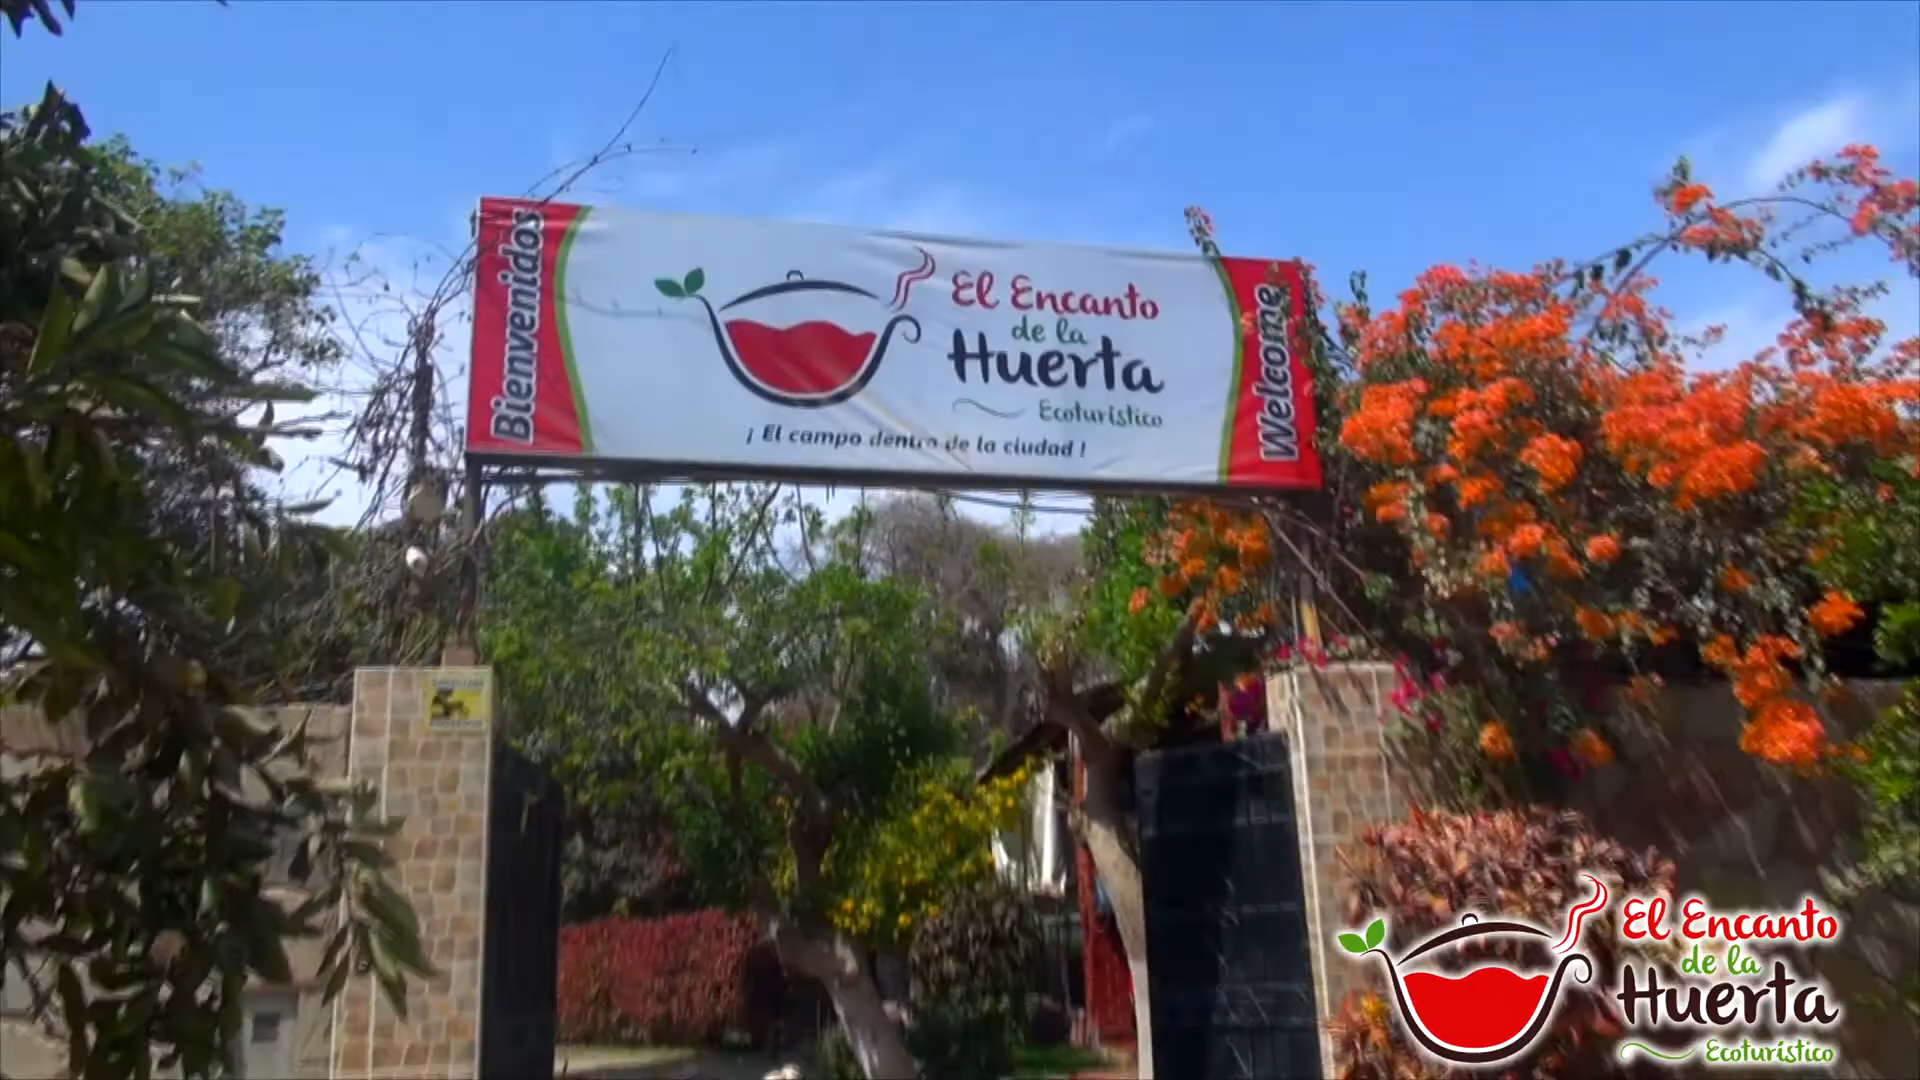 Bienvenidos
El Encanto
de la
Huerta
Ecoturístico
¡ El campo dentro de la ciudad !
Welcome
El Encanto
de la
Huerta
Ecoturístico